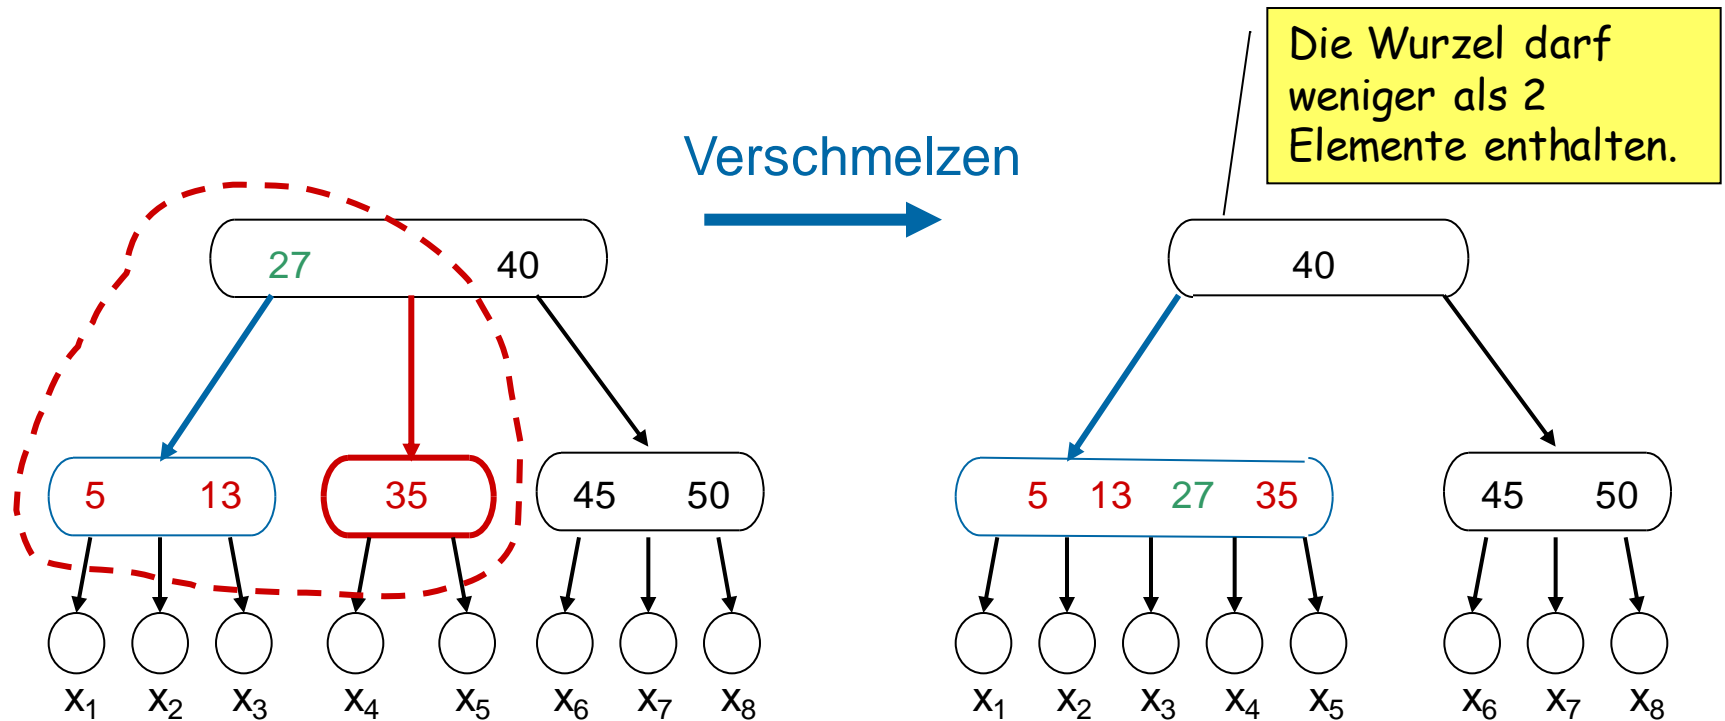 Die Wurzel darf
weniger als 2
Elemente enthalten.
Verschmelzen
27 40
40
5 13 35 45 50
5 13 27 35 45 50
x₁ x₂ x₃ x₄ x₅ x₆ x₇ x₈
x₁ x₂ x₃ x₄ x₅ x₆ x₇ x₈